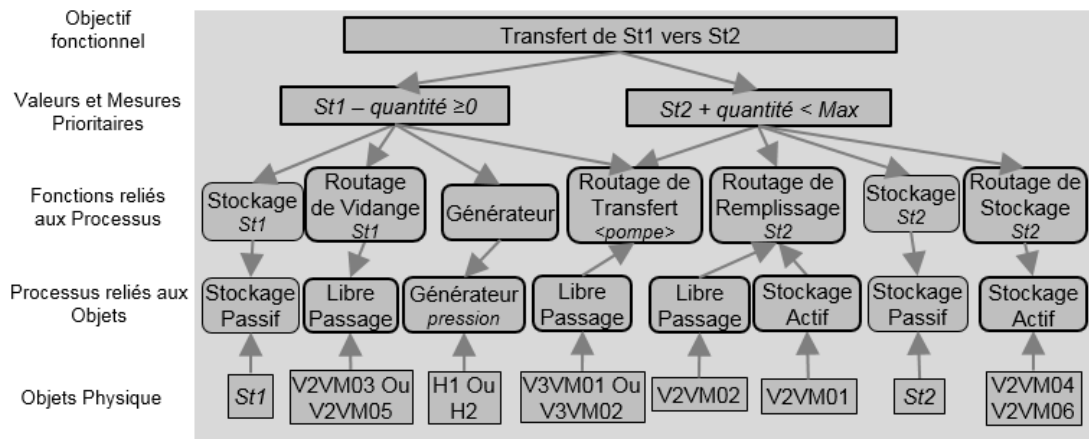 Objectif
fonctionnel
Transfert de St1 vers St2
Valeurs et Mesures
Prioritaires
St1 – quantité ≥0
St2 + quantité < Max
Fonctions reliés
aux Processus
Stockage
St1
Routage
de Vidange
St1
Générateur
Routage de
Transfert
<pompe>
Routage de
Remplissage
St2
Stockage
St2
Routage de
Stockage
St2
Processus reliés aux
Objets
Stockage
Passif
Libre
Passage
Générateur
pression
Libre
Passage
Libre
Passage
Stockage
Actif
Stockage
Passif
Stockage
Actif
Objets Physique
St1
V2VM03 Ou
V2VM05
H1 Ou
H2
V3VM01 Ou
V3VM02
V2VM02
V2VM01
St2
V2VM04
V2VM06